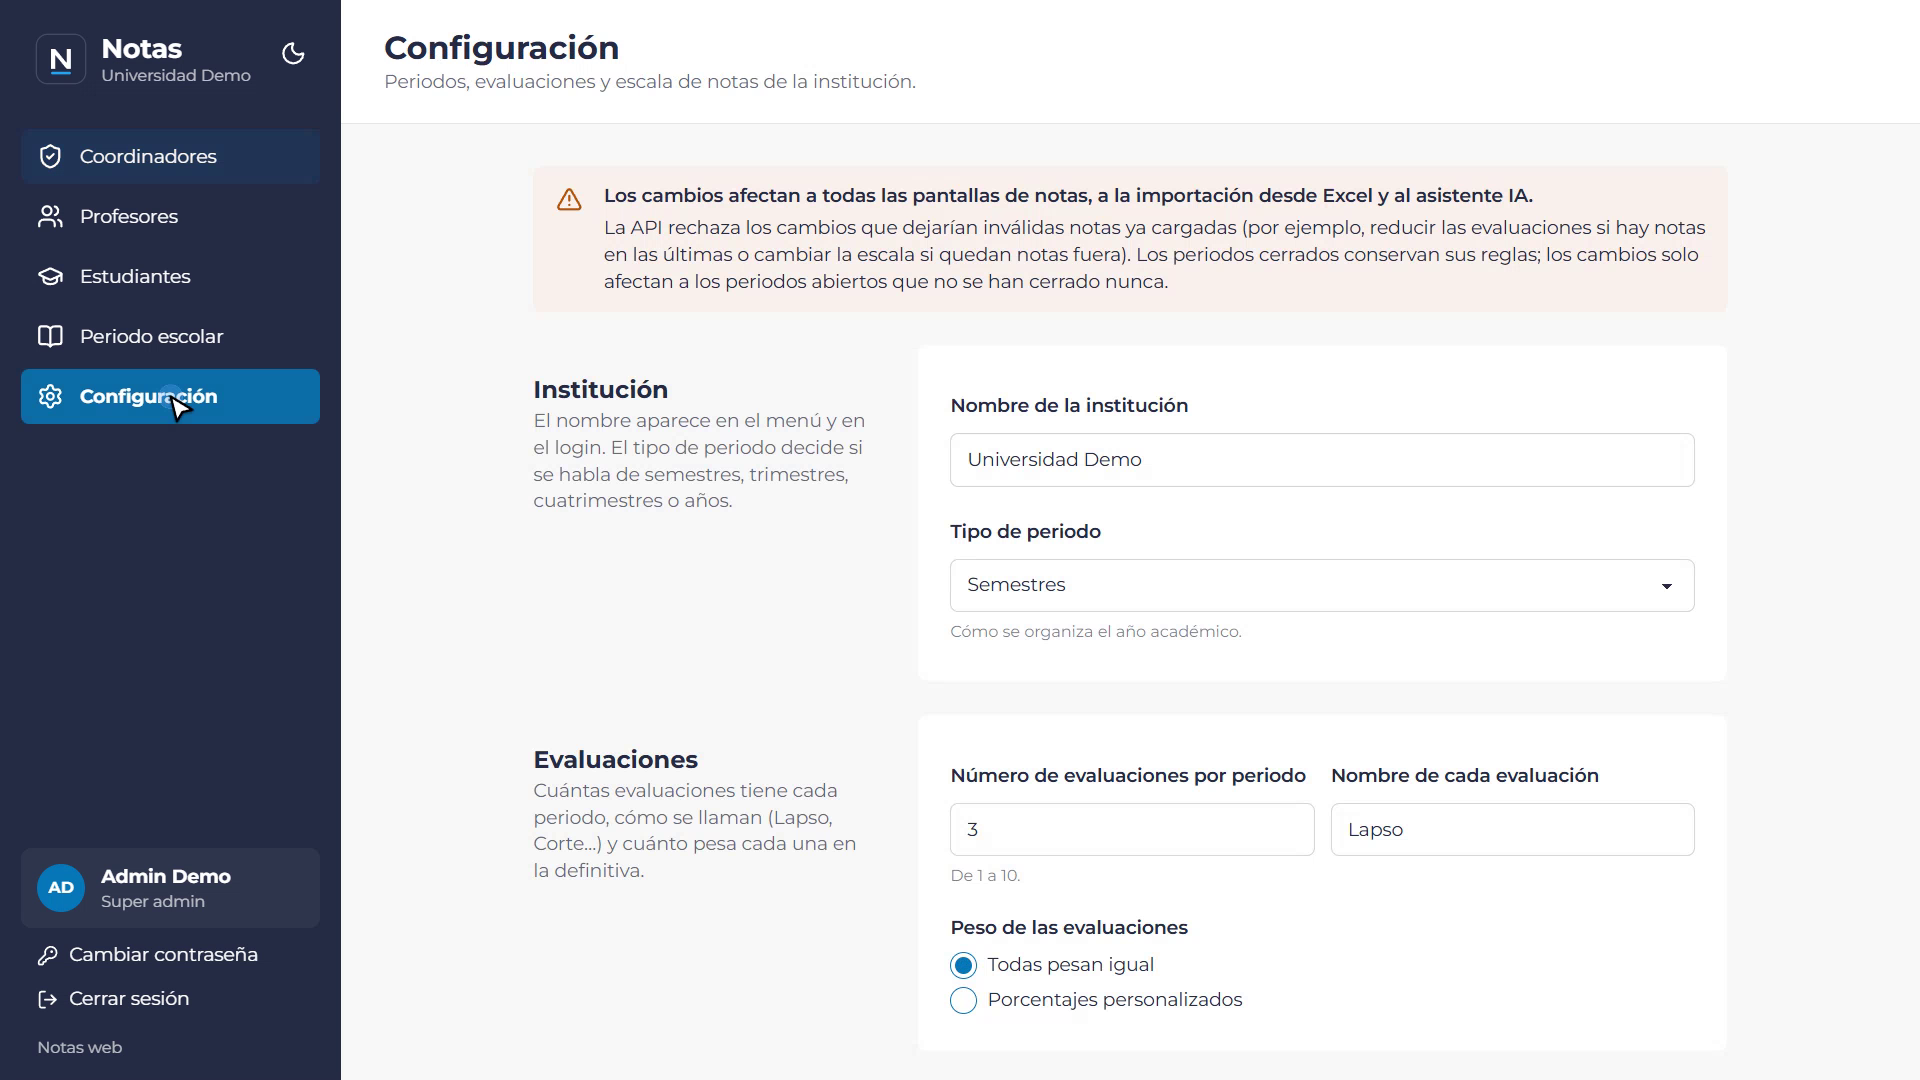 N
Notas
Universidad Demo
Coordinadores
Profesores
Estudiantes
Periodo escolar
Configuración
AD
Admin Demo
Super admin
Cambiar contraseña
Cerrar sesión
Notas web
Configuración
Periodos, evaluaciones y escala de notas de la institución.
Los cambios afectan a todas las pantallas de notas, a la importación desde Excel y al asistente IA.
La API rechaza los cambios que dejarían inválidas notas ya cargadas (por ejemplo, reducir las evaluaciones si hay notas
en las últimas o cambiar la escala si quedan notas fuera). Los periodos cerrados conservan sus reglas; los cambios solo
afectan a los periodos abiertos que no se han cerrado nunca.
Institución
El nombre aparece en el menú y en
el login. El tipo de periodo decide si
se habla de semestres, trimestres,
cuatrimestres o años.
Nombre de la institución
Universidad Demo
Tipo de periodo
Semestres
Cómo se organiza el año académico.
Evaluaciones
Cuántas evaluaciones tiene cada
periodo, cómo se llaman (Lapso,
Corte...) y cuánto pesa cada una en
la definitiva.
Número de evaluaciones por periodo
3
De 1 a 10.
Nombre de cada evaluación
Lapso
Peso de las evaluaciones
Todas pesan igual
Porcentajes personalizados